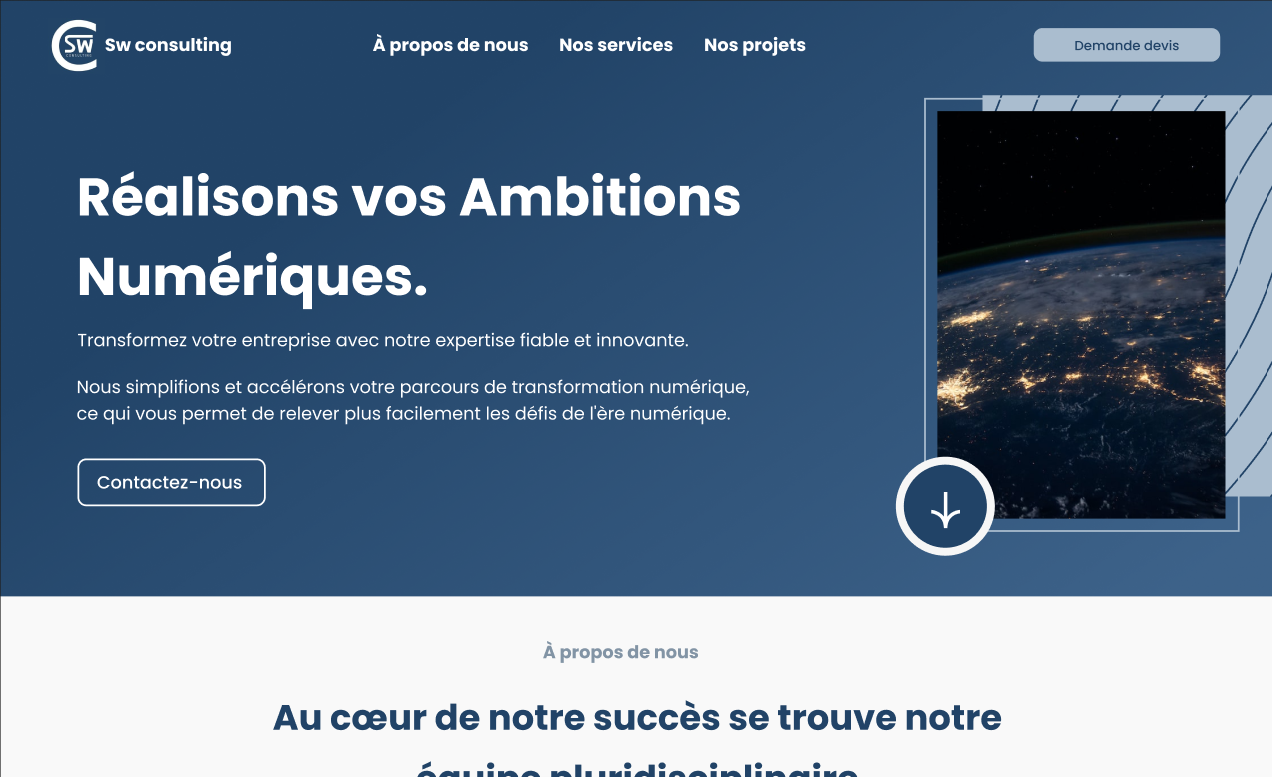 SW
CONSULTING
Sw consulting
À propos de nous
Nos services
Nos projets
Demande devis
Réalisons vos Ambitions
Numériques.
Transformez votre entreprise avec notre expertise fiable et innovante.
Nous simplifions et accélérons votre parcours de transformation numérique,
ce qui vous permet de relever plus facilement les défis de l'ère numérique.
Contactez-nous
À propos de nous
Au cœur de notre succès se trouve notre
équipe pluridisciplinaire